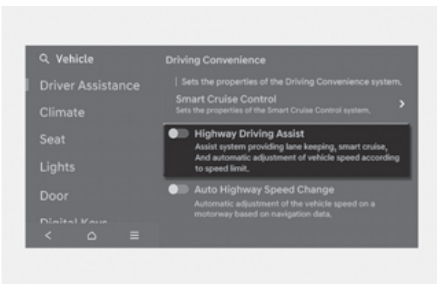 Vehicle
Driver Assistance
Climate
Seat
Lights
Door
Digital Keys
Driving Convenience
Sets the properties of the Driving Convenience system.
Smart Cruise Control
Sets the properties of the Smart Cruise Control system.
Highway Driving Assist
Assist system providing lane keeping, smart cruise,
And automatic adjustment of vehicle speed according
to speed limit.
Auto Highway Speed Change
Automatic adjustment of the vehicle speed on a
motorway based on navigation data.